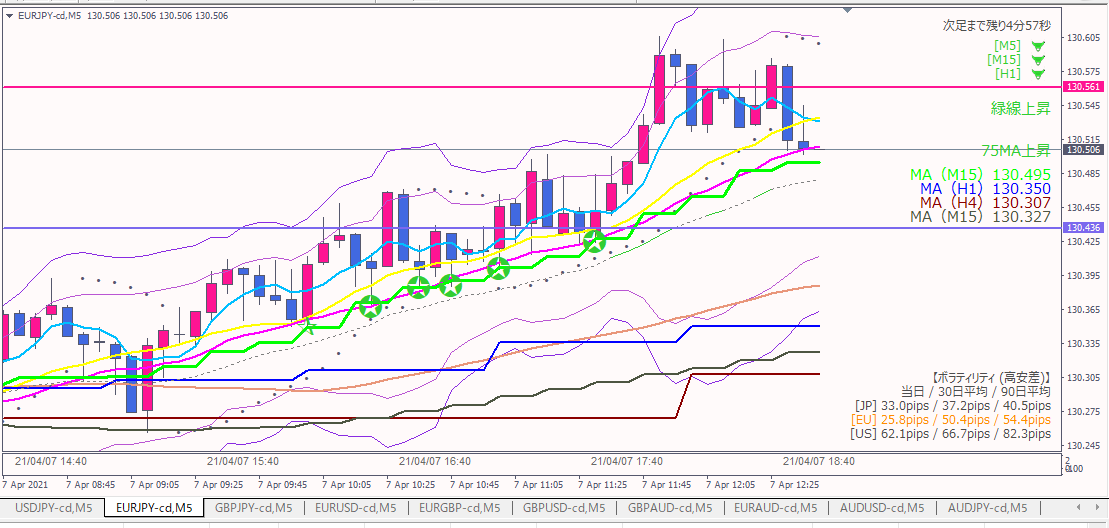 EURJPY-cd,M5 130.506 130.506 130.506 130.506
次足まで残り4分57秒
[M5]
[M15]
[H1]
緑線上昇
75MA上昇
MA（M15）130.495
MA（H1）130.350
MA（H4）130.307
MA（M15）130.327
【ボラティリティ (高安差)】
当日 / 30日平均 / 90日平均
[JP] 33.0pips / 37.2pips / 40.5pips
[EU] 25.8pips / 50.4pips / 54.4pips
[US] 62.1pips / 66.7pips / 82.3pips
130.605
130.575
130.561
130.545
130.515
130.506
130.485
130.455
130.436
130.425
130.395
130.365
130.335
130.305
130.275
130.245
21/04/07 14:40 21/04/07 15:40 21/04/07 16:40 21/04/07 17:40 21/04/07 18:40
7 Apr 2021 7 Apr 08:45 7 Apr 09:05 7 Apr 09:25 7 Apr 09:45 7 Apr 10:05 7 Apr 10:25 7 Apr 10:45 7 Apr 11:05 7 Apr 11:25 7 Apr 11:45 7 Apr 12:05 7 Apr 12:25
USDJPY-cd,M5 EURJPY-cd,M5 GBPJPY-cd,M5 EURUSD-cd,M5 EURGBP-cd,M5 GBPUSD-cd,M5 GBPAUD-cd,M5 EURAUD-cd,M5 AUDUSD-cd,M5 AUDJPY-cd,M5